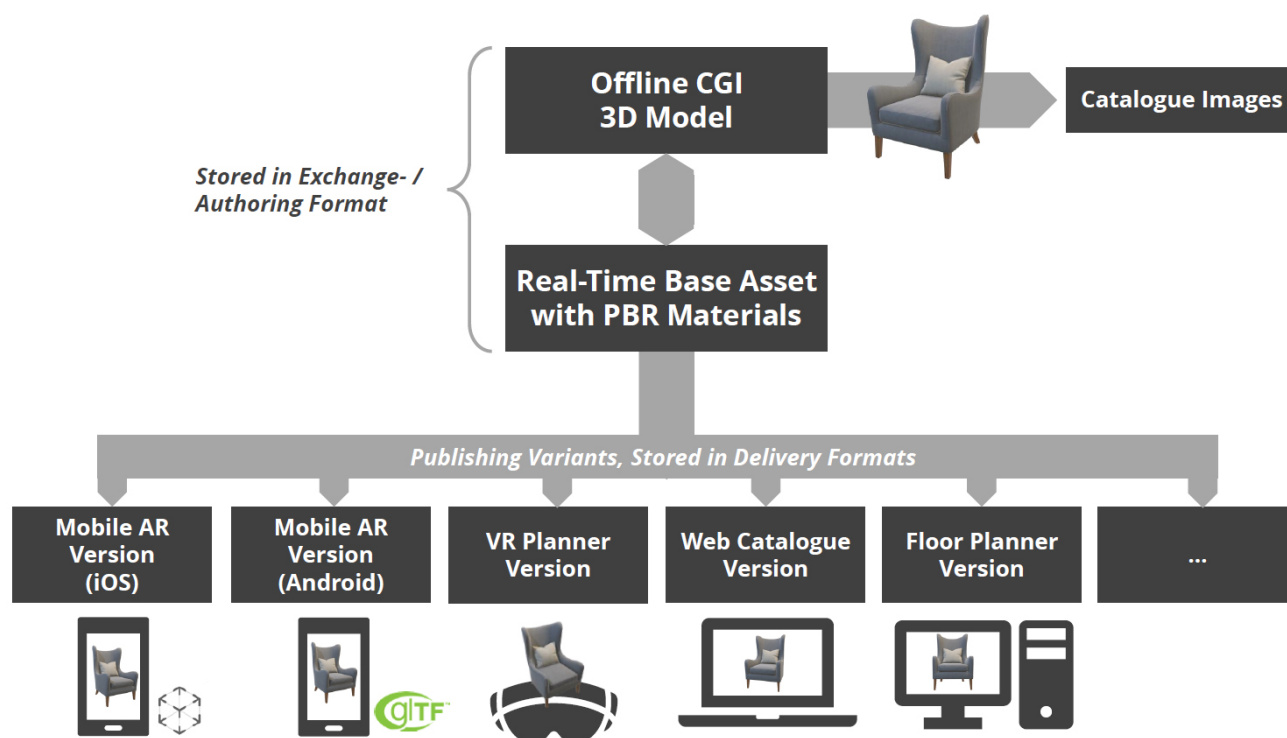 Offline CGI
3D Model
Catalogue Images
Stored in Exchange- /
Authoring Format
Real-Time Base Asset
with PBR Materials
Publishing Variants, Stored in Delivery Formats
Mobile AR
Version
(iOS)
Mobile AR
Version
(Android)
VR Planner
Version
Web Catalogue
Version
Floor Planner
Version
...
glTF™